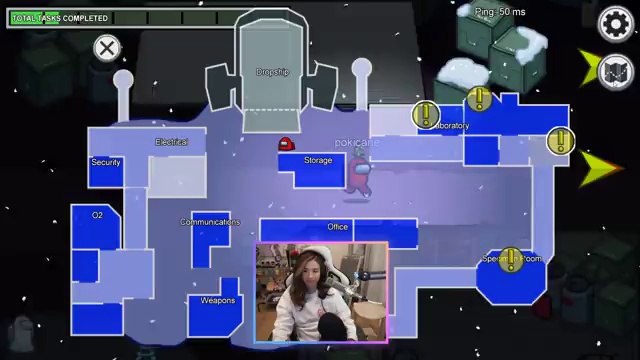 TOTAL TASKS COMPLETED
Ping: 50 ms
Dropship
Laboratory
Electrical
pokicane
Storage
Security
O2
Communications
Office
Specimen Room
Weapons